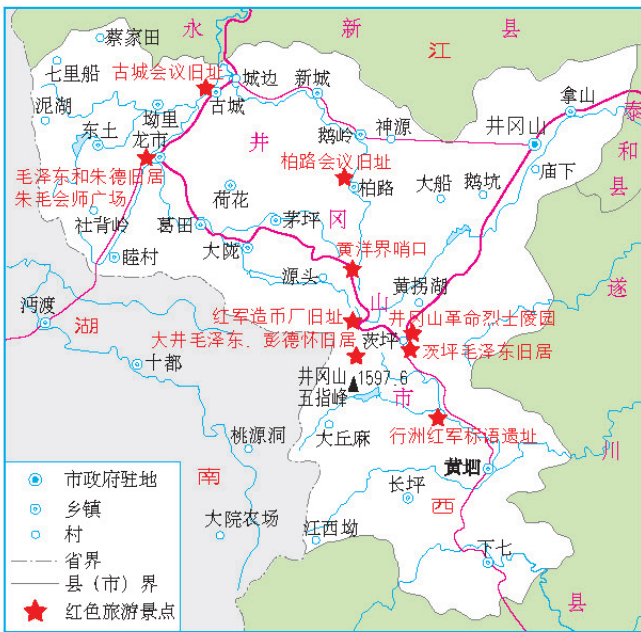 永
新
县
江
蔡家田
七里船
古城会议旧址
城边
新城
拿山
泥湖
坳里
古城
东土
龙市
井
鹅岭
神源
井冈山
泰
和
县
毛泽东和朱德旧居
朱毛会师广场
柏路会议旧址
庙下
荷花
柏路
大船
鹅坑
社背岭
葛田
茅坪
冈
大陇
黄洋界哨口
睦村
源头
黄拐湖
遂
沔渡
湖
红军造币厂旧址
山
井冈山革命烈士陵园
大井毛泽东、彭德怀旧居
茨坪
茨坪毛泽东旧居
十都
井冈山
五指峰
1597.6
市
大丘麻
行洲红军标语遗址
川
桃源洞
黄坳
南
长坪
西
大院农场
江西坳
下七
县
市政府驻地
乡镇
村
省界
县（市）界
红色旅游景点